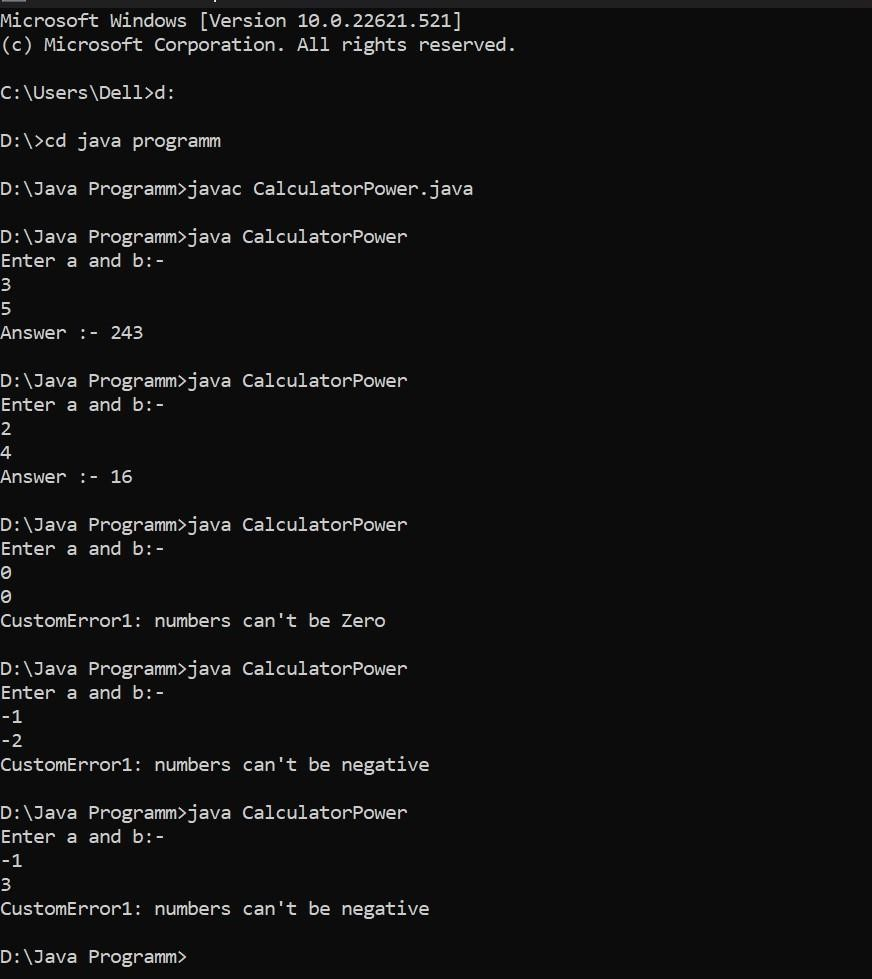 Microsoft Windows [Version 10.0.22621.521]
(c) Microsoft Corporation. All rights reserved.
C:\Users\Dell>d:
D:\>cd java programm
D:\Java Programm>javac CalculatorPower.java
D:\Java Programm>java CalculatorPower
Enter a and b:-
3
5
Answer :- 243
D:\Java Programm>java CalculatorPower
Enter a and b:-
2
4
Answer :- 16
D:\Java Programm>java CalculatorPower
Enter a and b:-
0
0
CustomError1: numbers can't be Zero
D:\Java Programm>java CalculatorPower
Enter a and b:-
-1
-2
CustomError1: numbers can't be negative
D:\Java Programm>java CalculatorPower
Enter a and b:-
-1
3
CustomError1: numbers can't be negative
D:\Java Programm>